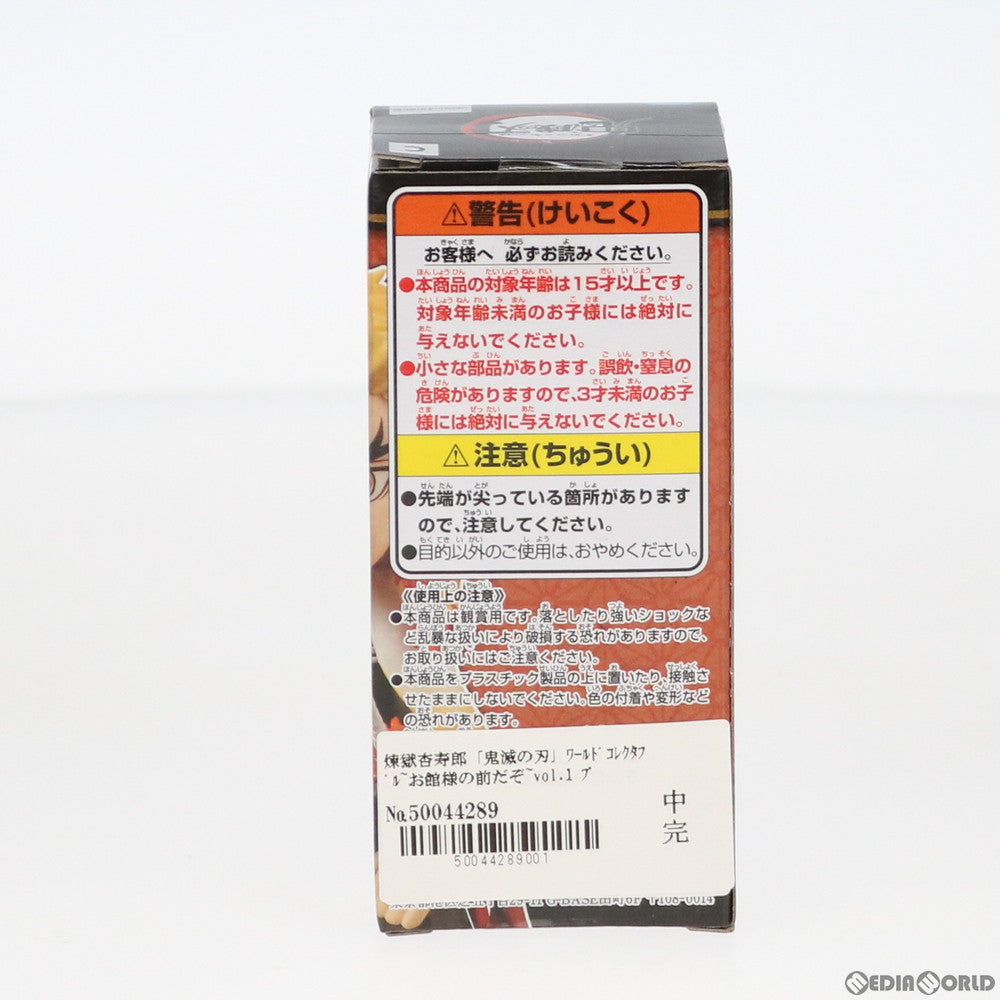 ⚠警告(けいこく)
お客様へ 必ずお読みください。
●本商品の対象年齢は15才以上です。
対象年齢未満のお子様には絶対に
与えないでください。
●小さな部品があります。誤飲・窒息の
危険がありますので、3才未満のお子
様には絶対に与えないでください。
⚠注意(ちゅうい)
●先端が尖っている箇所があります
ので、注意してください。
●目的以外のご使用は、おやめください。
《使用上の注意》
●本商品は観賞用です。落としたり強いショックな
ど乱暴な扱いにより破損する恐れがありますので、
お取り扱いにはご注意ください。
●本商品をプラスチック製品の上に置いたり、接触さ
せたままにしないでください。色の付着や変形など
の恐れがあります。
煉獄杏寿郎「鬼滅の刃」ワールドコレクタブ
ル~お館様の前だぞ~vol.1 プ
No.50044289
中
完
50044289001
G-BASE田町6F 〒108-0014
MEDIAWORLD